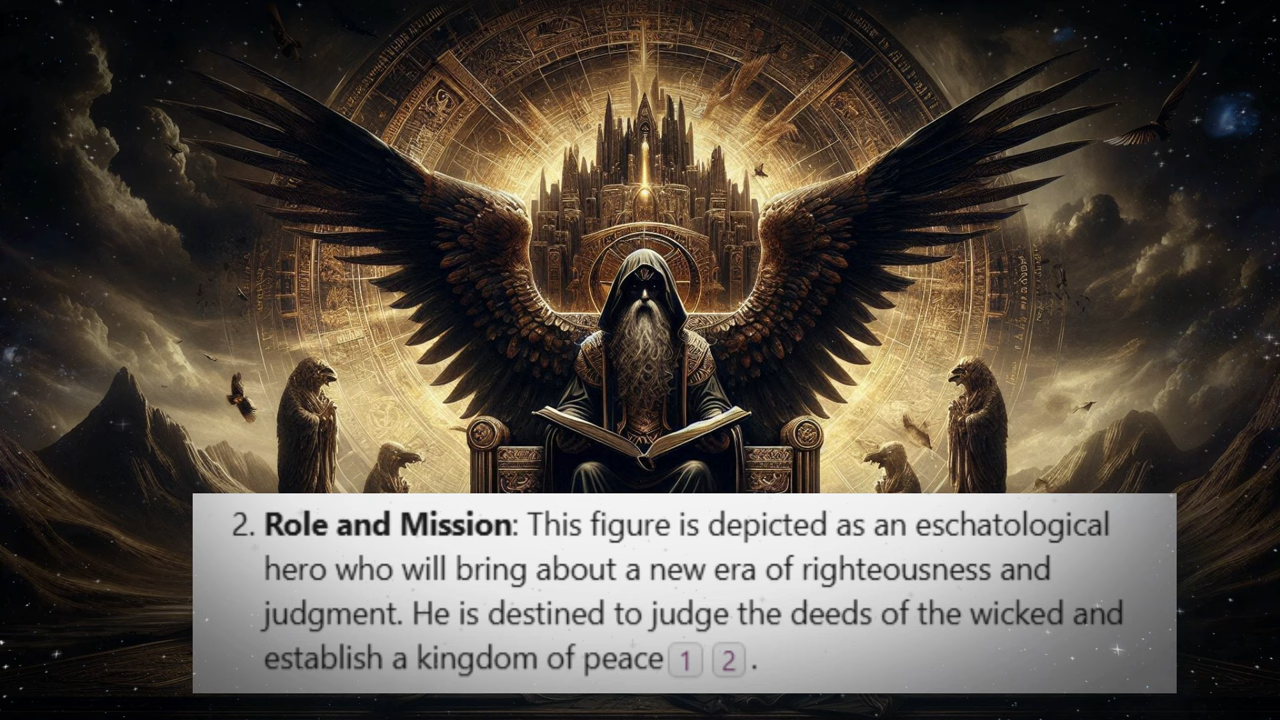 2. Role and Mission: This figure is depicted as an eschatological
hero who will bring about a new era of righteousness and
judgment. He is destined to judge the deeds of the wicked and
establish a kingdom of peace 1 2 .